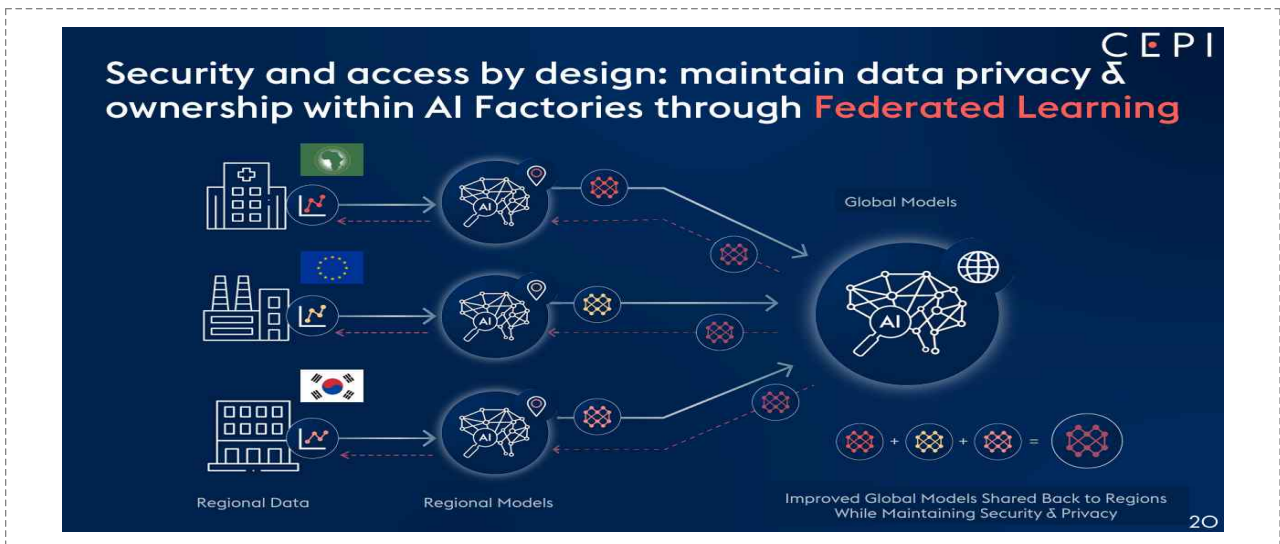 CEPI
Security and access by design: maintain data privacy &
ownership within AI Factories through Federated Learning
Global Models
AI
AI
AI
AI
+ + =
Regional Data
Regional Models
Improved Global Models Shared Back to Regions
While Maintaining Security & Privacy
20